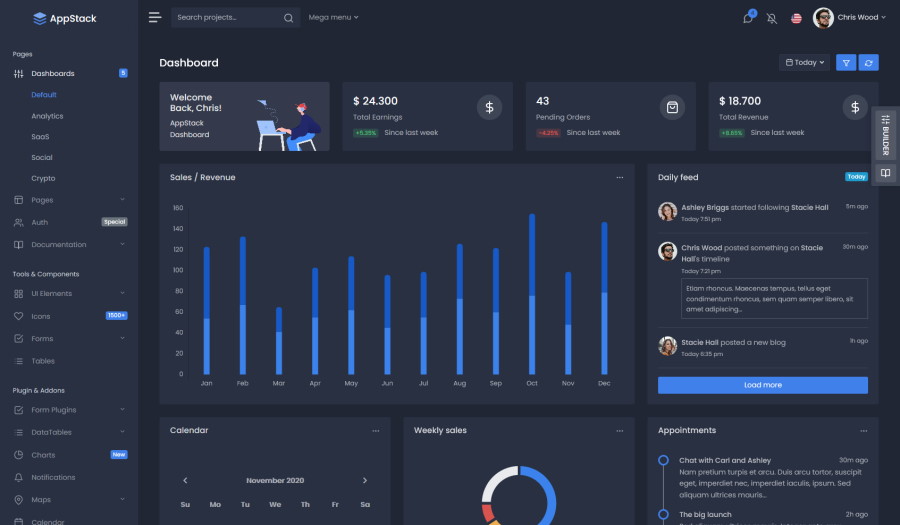 AppStack
Search projects...
Mega menu
4
Chris Wood
Pages
Dashboards
5
Default
Analytics
SaaS
Social
Crypto
Pages
Auth
Special
Documentation
Tools & Components
UI Elements
Icons
1500+
Forms
Tables
Plugin & Addons
Form Plugins
DataTables
Charts
New
Notifications
Maps
Calendar
Dashboard
Today
Welcome
Back, Chris!
AppStack
Dashboard
$ 24.300
Total Earnings
+5.35%
Since last week
$
43
Pending Orders
-4.25%
Since last week
$ 18.700
Total Revenue
+8.65%
Since last week
$
BUILDER
Sales / Revenue
160
140
120
100
80
60
40
20
0
Jan
Feb
Mar
Apr
May
Jun
Jul
Aug
Sep
Oct
Nov
Dec
Daily feed
Today
Ashley Briggs started following Stacie Hall
5m ago
Today 7:51 pm
Chris Wood posted something on Stacie
Hall's timeline
30m ago
Today 7:21 pm
Etiam rhoncus. Maecenas tempus, tellus eget
condimentum rhoncus, sem quam semper libero, sit
amet adipiscing...
Stacie Hall posted a new blog
1h ago
Today 6:35 pm
Load more
Calendar
November 2020
Su
Mo
Tu
We
Th
Fr
Sa
Weekly sales
Appointments
Chat with Carl and Ashley
30m ago
Nam pretium turpis et arcu. Duis arcu tortor, suscipit
eget, imperdiet nec, imperdiet iaculis, ipsum. Sed
aliquam ultrices mauris...
The big launch
2h ago